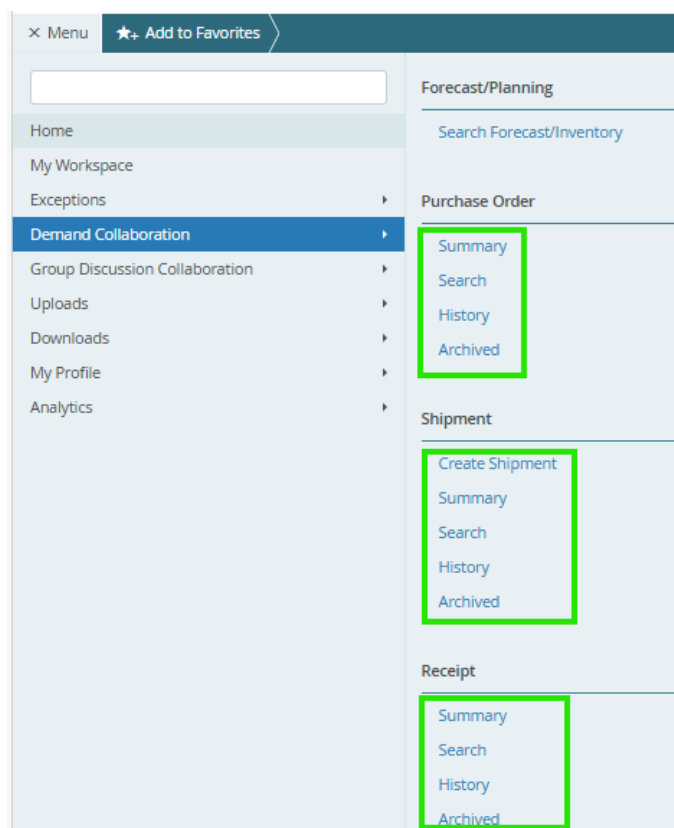 × Menu
Add to Favorites
Home
My Workspace
Exceptions
Demand Collaboration
Group Discussion Collaboration
Uploads
Downloads
My Profile
Analytics
Forecast/Planning
Search Forecast/Inventory
Purchase Order
Summary
Search
History
Archived
Shipment
Create Shipment
Summary
Search
History
Archived
Receipt
Summary
Search
History
Archived